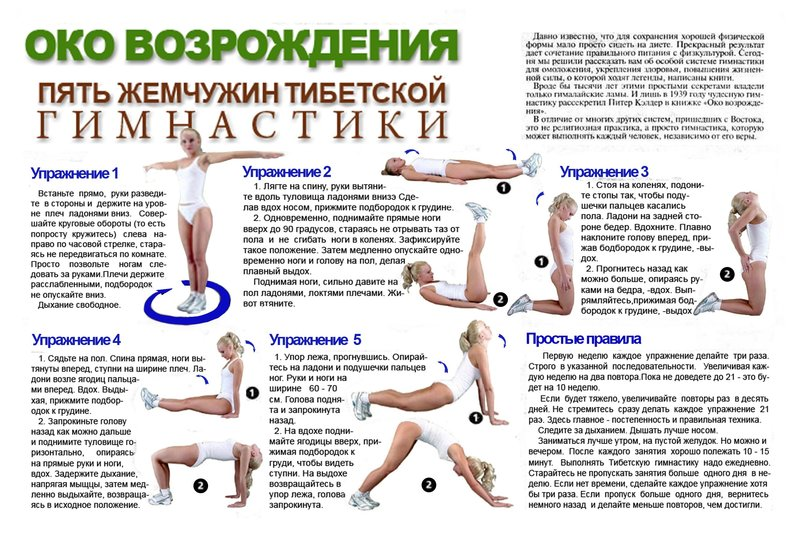 ОКО ВОЗРОЖДЕНИЯ
ПЯТЬ ЖЕМЧУЖИН ТИБЕТСКОЙ
ГИМНАСТИКИ
Давно известно, что для сохранения хорошей физической
формы мало просто сидеть на диете. Прекрасный результат
дает сочетание правильного питания с физкультурой. Сегод-
ня мы решили рассказать вам об особой системе гимнастики
для омоложения, укрепления здоровья, повышения жизнен-
ной силы, о которой ходят легенды, написаны книги.
Вроде бы тысячи лет этими простыми секретами владели
только гималайские ламы. И лишь в 1939 году чудесную гим-
настику рассекретил Питер Кэлдер в книжке «Око возрожде-
ния».
В отличие от многих других систем, пришедших с Востока,
это не религиозная практика, а просто гимнастика, которую
может выполнять каждый человек, независимо от его веры.
Упражнение 1
Встаньте прямо, руки разведи-
те в стороны и держите на уров-
не плеч ладонями вниз. Совер-
шайте круговые обороты (то есть
попросту кружитесь) слева на-
право по часовой стрелке, стара-
ясь не передвигаться по комнате.
Просто позвольте ногам сле-
довать за руками.Плечи держите
расслабленными, подбородок
не опускайте вниз.
Дыхание свободное.
Упражнение 2
1. Лягте на спину, руки вытяни-
те вдоль туловища ладонями внизэ Сде-
лав вдох носом, прижмите подбородок к грудине.
2. Одновременно, поднимайте прямые ноги
вверх до 90 градусов, стараясь не отрывать таз от
пола и не сгибать ноги в коленях. Зафиксируйте
такое положение. Затем медленно опускайте одно-
временно ноги и голову на пол, делая
плавный выдох.
Поднимая ноги, сильно давите на
пол ладонями, локтями плечами. Жи-
вот втяните.
1
2
Упражнение 3
1. Стоя на коленях, подони-
те стопы так, чтобы поду-
шечки пальцев касались
пола. Ладони на задней сто-
роне бедер. Вдохните. Плавно
наклоните голову вперед, при-
жав бодбородок к грудине, -вы-
дох.
2. Прогнитесь назад как
можно больше, опираясь ру-
ками на бедра, -вдох. Вып-
рямляйтесь,прижимая бод-
бородок к грудине, -выдох
1
2
Упражнение 4
1. Сядьте на пол. Спина прямая, ноги вы-
тянуты вперед, ступни на ширине плеч. Ла-
дони возле ягодиц пальца-
ми вперед. Вдох. Выды-
хая, прижмите подборо-
док к грудине.
2. Запрокиньте голову
назад как можно дальше
и поднимите туловище го-
ризонтально, опираясь
на прямые руки и ноги, -
вдох. Задержите дыхание,
напрягая мыщцы, затем мед-
ленно выдыхайте, возвраща-
ясь в исходное положение.
1
2
Упражнение 5
1. Упор лежа, прогнувшись. Опирай-
тесь на ладони и подушечки пальцев
ног. Руки и ноги на
ширине 60 - 70
см. Голова подня-
та и запрокинута
назад.
2. На вдохе подни-
майте ягодицы вверх, при-
жимая подбородок к
груди, чтобы видеть
ступни. На выдохе
возвращайтесь в
упор лежа, голова
запрокинута.
1
2
Простые правила
Первую неделю каждое упражнение делайте три раза.
Строго в указанной последовательности. Увеличивая каж-
дую неделю на два повтора.Пока не доведете до 21 - это бу-
дет на 10 неделю.
Если будет тяжело, увеличивайте повторы раз в десять
дней. Не стремитесь сразу делать каждое упражнение 21
раз. Здесь главное - постепенность и правильная техника.
Следите за дыханием. Дышать лучше носом.
Заниматься лучше утром, на пустой желудок. Но можно и
вечером. После каждого занятия хорошо полежать 10 - 15
минут. Выполнять Тибетскую гимнастику надо ежедневно.
Старайтесь не пропускать занятия больше одного дня в не-
делю. Если нет времени, сделайте каждое упражнение хотя
бы три раза. Если пропуск больше одного дня, вернитесь
немного назад и делайте меньше повторов, чем достигли.